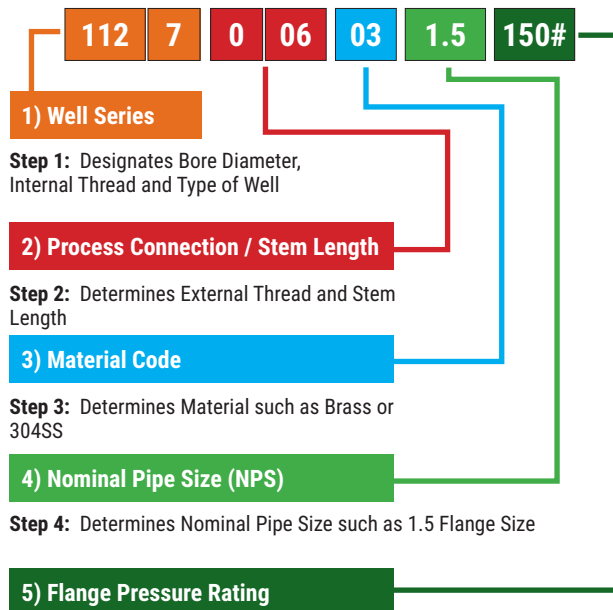 112 7 0 06 03 1.5 150#
1) Well Series
Step 1: Designates Bore Diameter,
Internal Thread and Type of Well
2) Process Connection / Stem Length
Step 2: Determines External Thread and Stem
Length
3) Material Code
Step 3: Determines Material such as Brass or
304SS
4) Nominal Pipe Size (NPS)
Step 4: Determines Nominal Pipe Size such as 1.5 Flange Size
5) Flange Pressure Rating